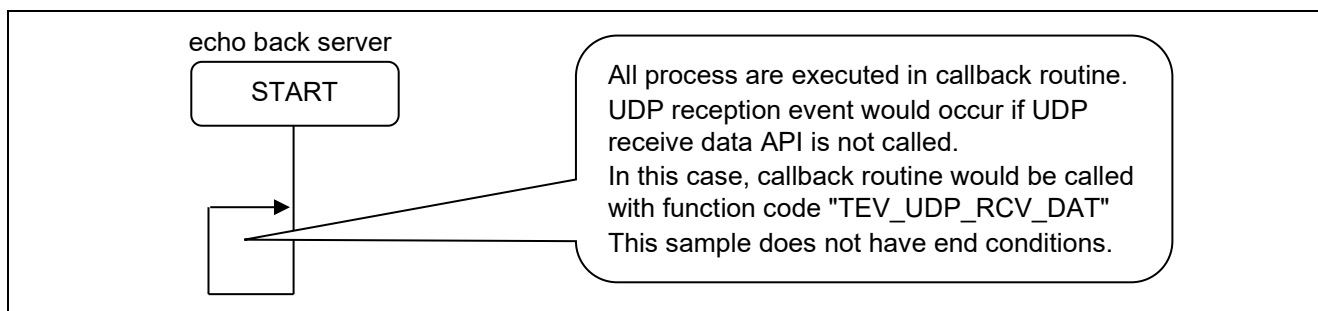 echo back server
START
All process are executed in callback routine.
UDP reception event would occur if UDP
receive data API is not called.
In this case, callback routine would be called
with function code "TEV_UDP_RCV_DAT"
This sample does not have end conditions.